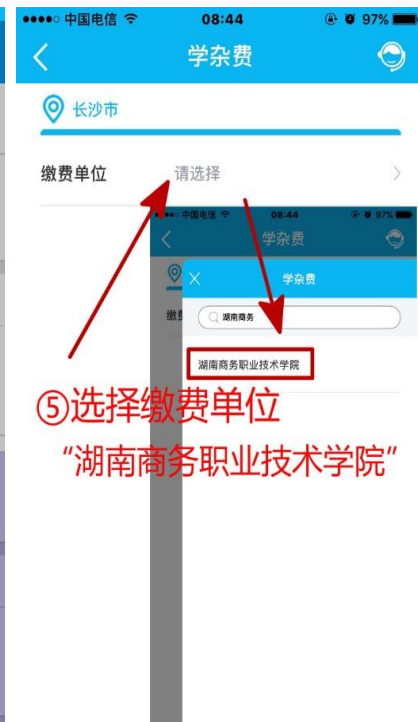 中国电信 08:44 97%
学杂费
长沙市
缴费单位 请选择
中国电信 08:44 97%
学杂费
缴费
学杂费
湖南商务
湖南商务职业技术学院
⑤选择缴费单位
“湖南商务职业技术学院”